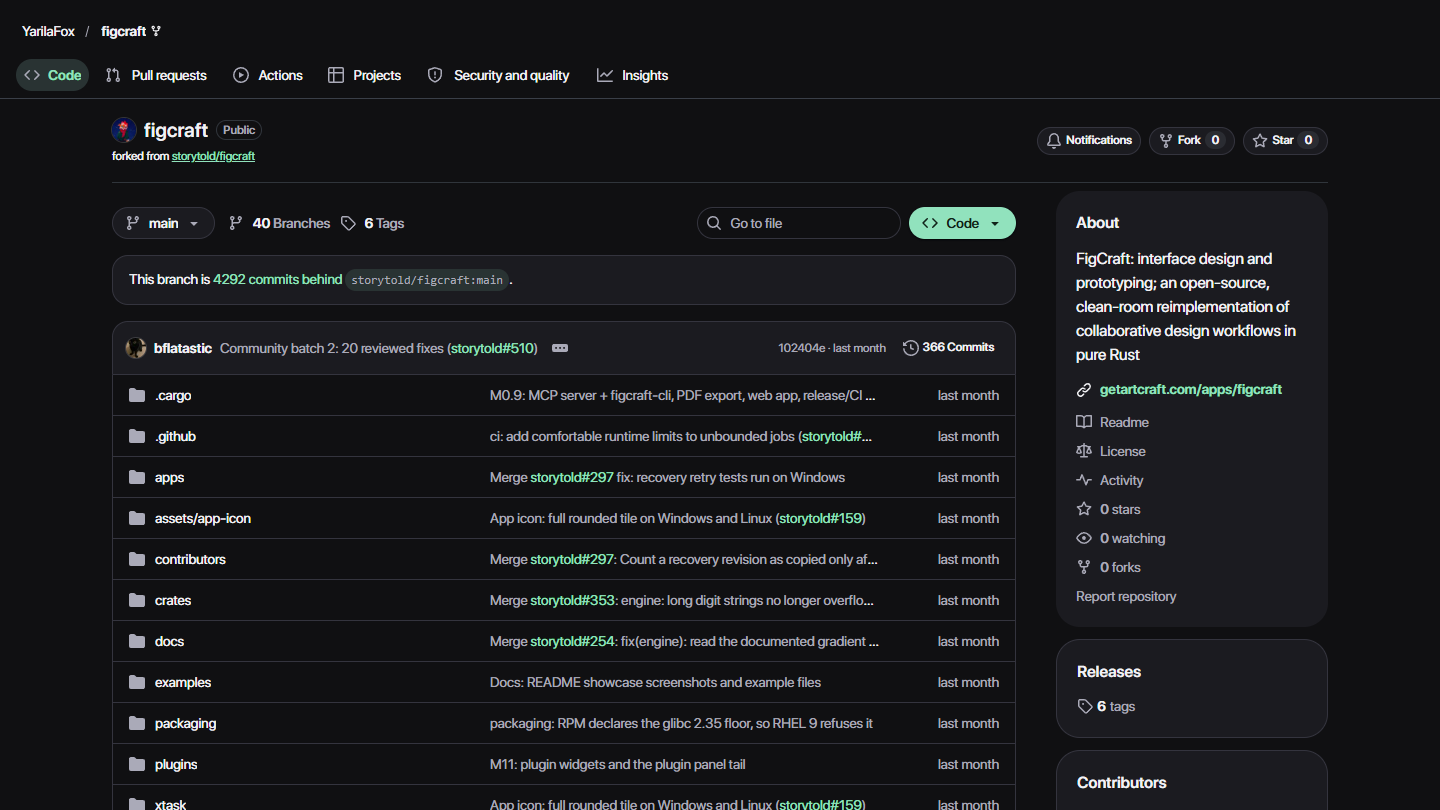 YarilaFox / figcraft
Code Pull requests Actions Projects Security and quality Insights
figcraft Public
forked from storytold/figcraft
Notifications Fork 0 Star 0
main 40 Branches 6 Tags Go to file Code
This branch is 4292 commits behind storytold/figcraft:main .
bflatastic Community batch 2: 20 reviewed fixes (storytold#510) 102404e · last month 366 Commits
.cargo M0.9: MCP server + figcraft-cli, PDF export, web app, release/CI ... last month
.github ci: add comfortable runtime limits to unbounded jobs (storytold#... last month
apps Merge storytold#297 fix: recovery retry tests run on Windows last month
assets/app-icon App icon: full rounded tile on Windows and Linux (storytold#159) last month
contributors Merge storytold#297: Count a recovery revision as copied only af... last month
crates Merge storytold#353: engine: long digit strings no longer overflo... last month
docs Merge storytold#254: fix(engine): read the documented gradient ... last month
examples Docs: README showcase screenshots and example files last month
packaging packaging: RPM declares the glibc 2.35 floor, so RHEL 9 refuses it last month
plugins M11: plugin widgets and the plugin panel tail last month
xtask App icon: full rounded tile on Windows and Linux (storytold#159) last month
About
FigCraft: interface design and
prototyping; an open-source,
clean-room reimplementation of
collaborative design workflows in
pure Rust
getartcraft.com/apps/figcraft
Readme
License
Activity
0 stars
0 watching
0 forks
Report repository
Releases
6 tags
Contributors